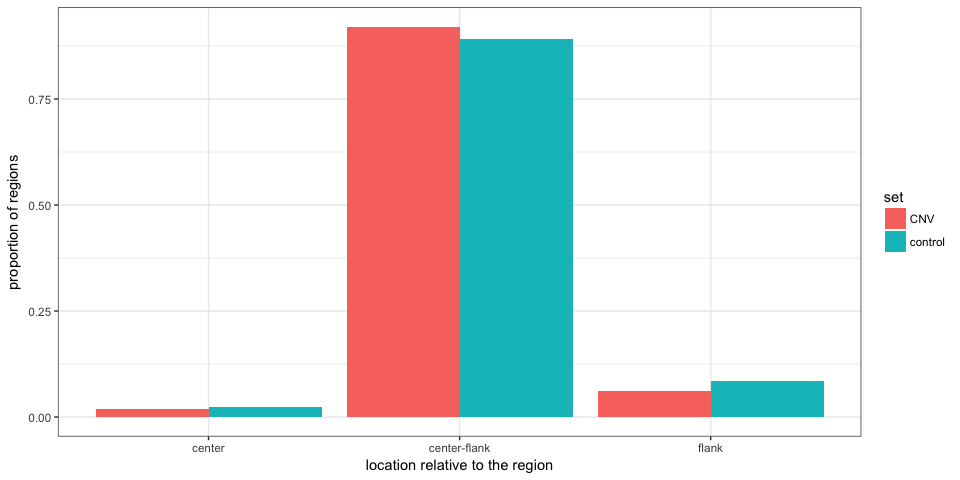 proportion of regions
0.75
0.50
0.25
0.00
center center-flank flank
location relative to the region
set
CNV
control